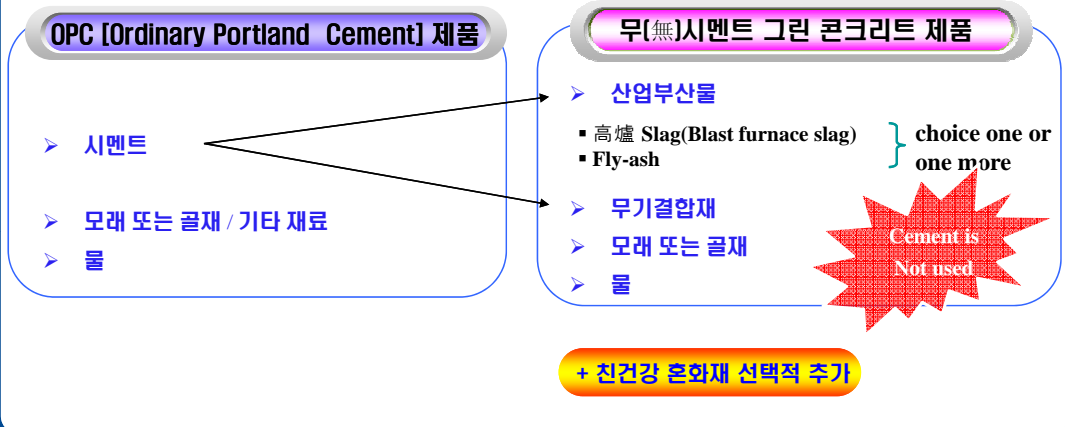 OPC [Ordinary Portland Cement] 제품
➢ 시멘트
➢ 모래 또는 골재 / 기타 재료
➢ 물
무(無)시멘트 그린 콘크리트 제품
➢ 산업부산물
▪ 高爐 Slag(Blast furnace slag)
▪ Fly-ash
choice one or
one more
➢ 무기결합재
➢ 모래 또는 골재
➢ 물
Cement is
Not used
+ 친건강 혼화재 선택적 추가